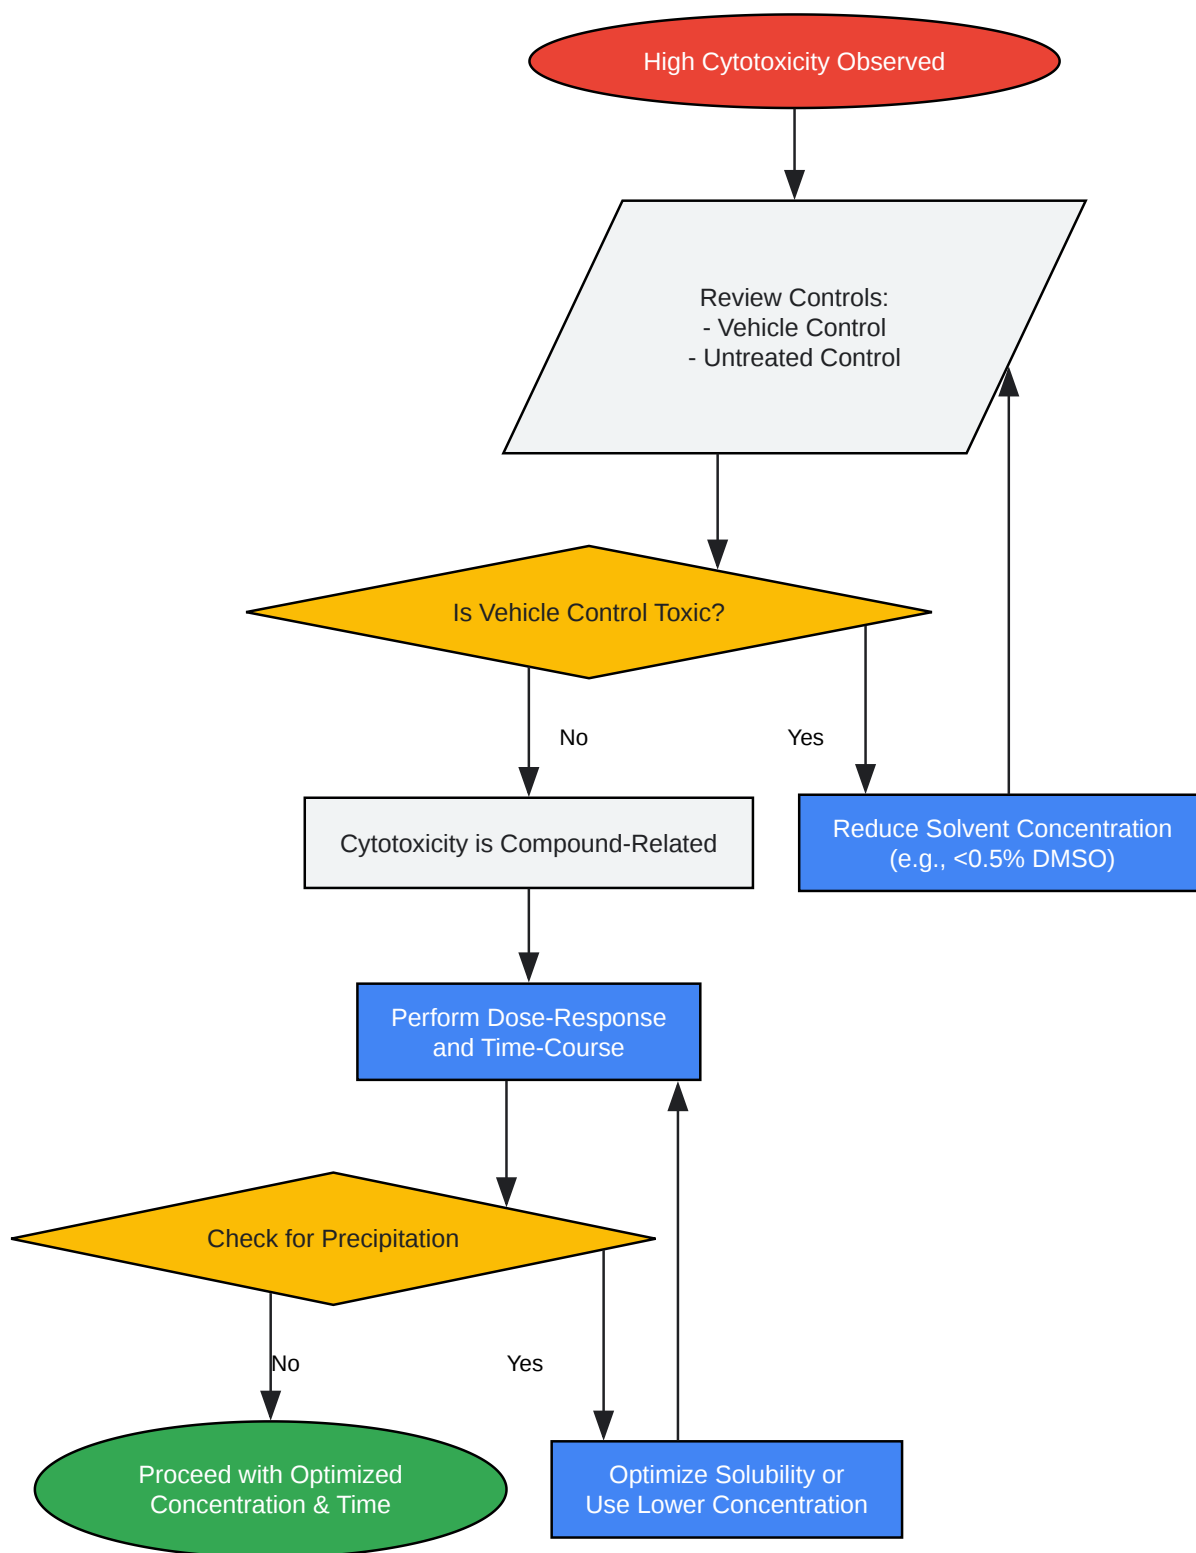 High Cytotoxicity Observed
Review Controls:
- Vehicle Control
- Untreated Control
Is Vehicle Control Toxic?
No
Yes
Cytotoxicity is Compound-Related
Reduce Solvent Concentration
(e.g., <0.5% DMSO)
Perform Dose-Response
and Time-Course
Check for Precipitation
No
Yes
Proceed with Optimized
Concentration & Time
Optimize Solubility or
Use Lower Concentration